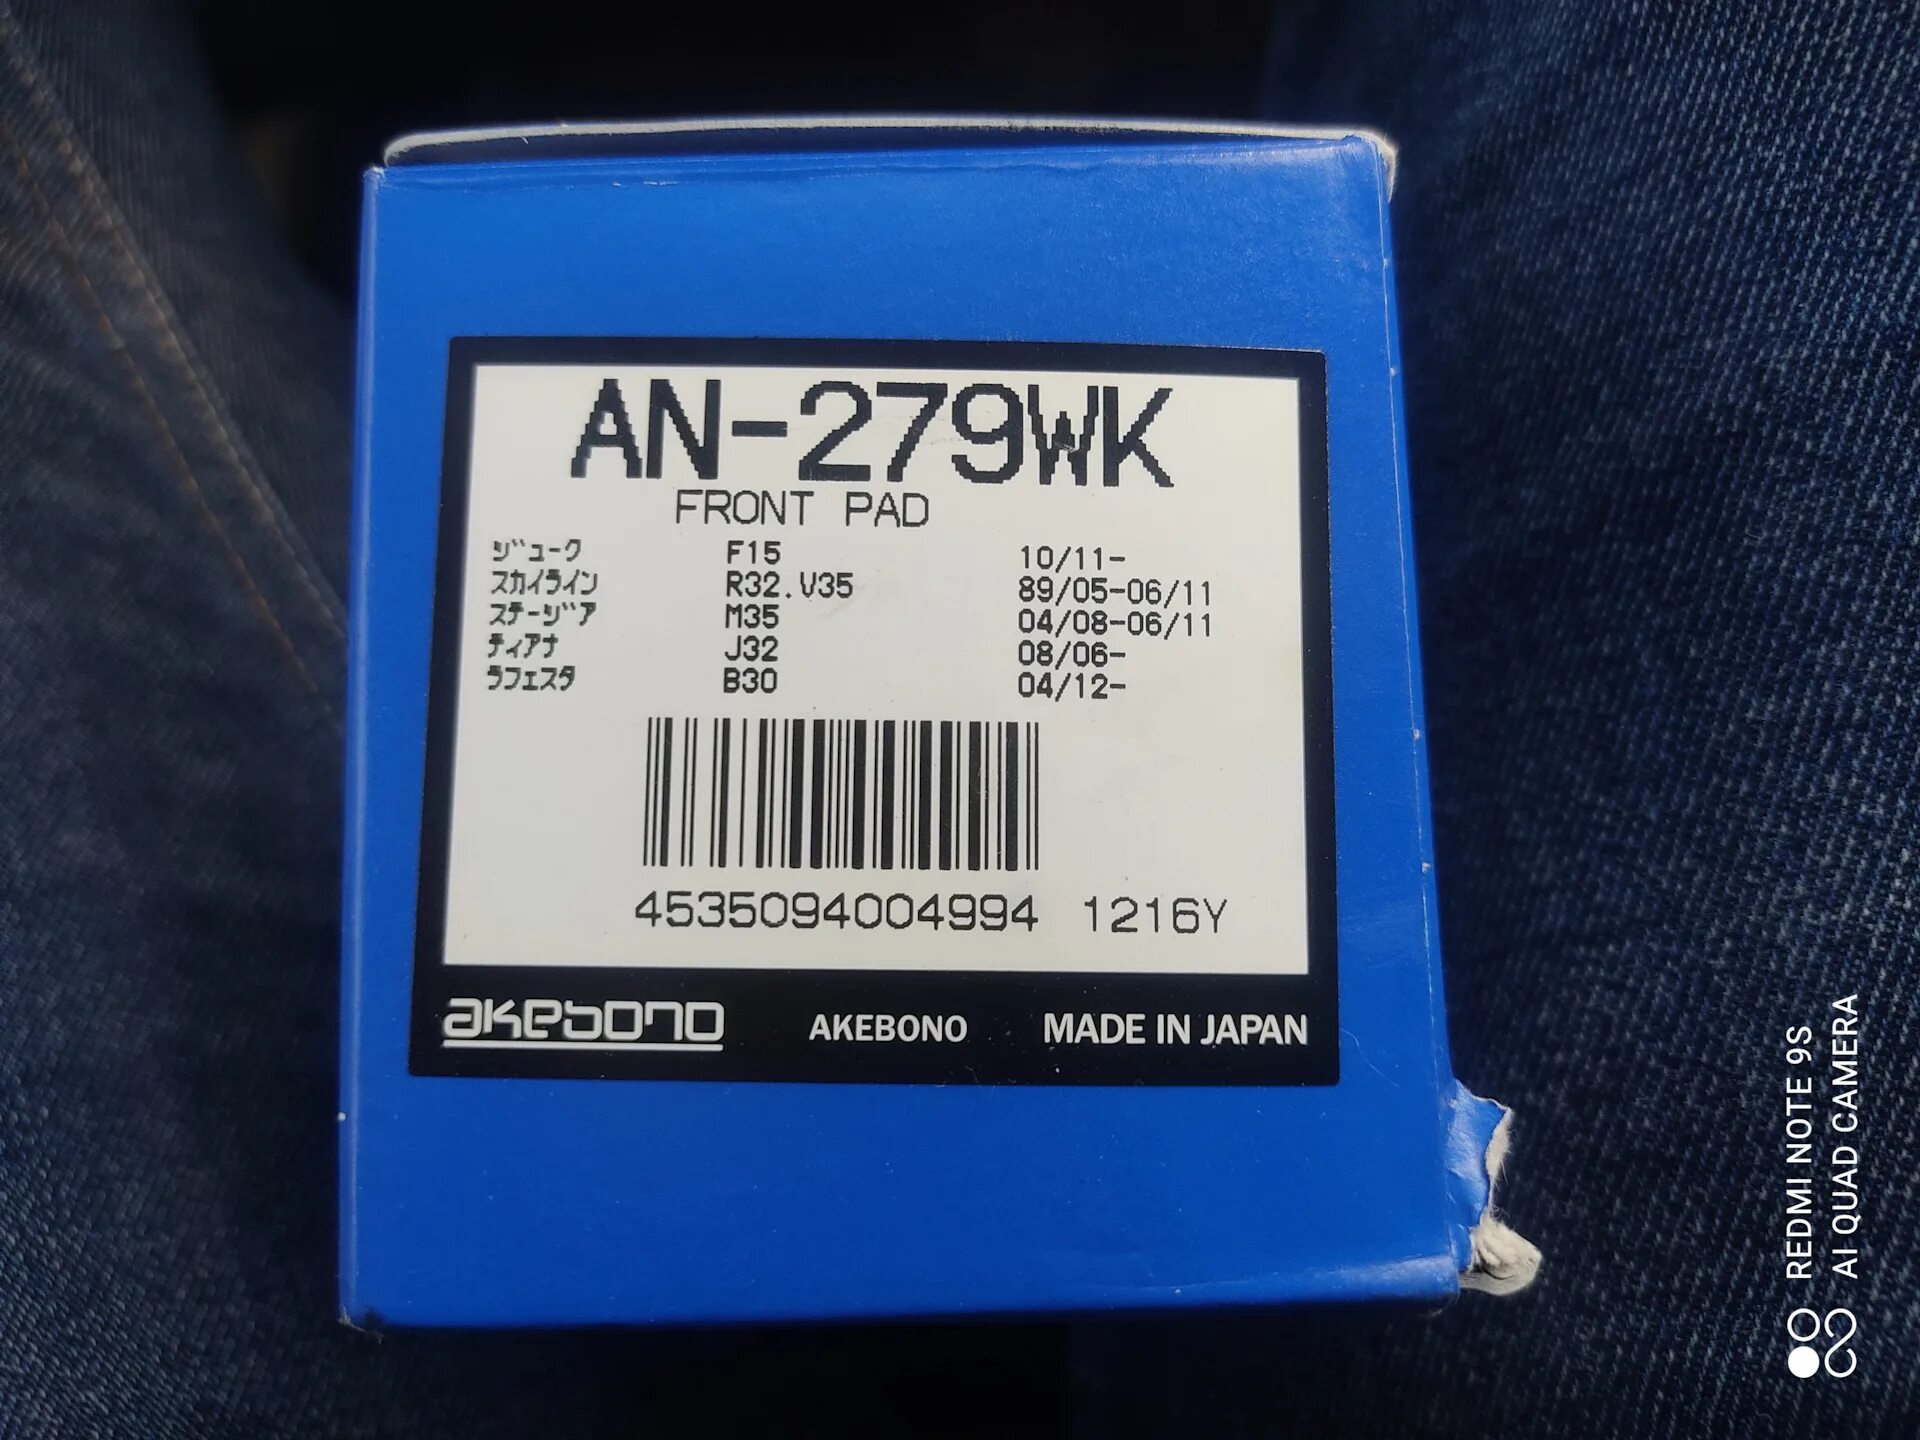 AN-279WK
FRONT PAD
ジューク F15 10/11-
スカイライン R32.V35 89/05-06/11
ステージア M35 04/08-06/11
ティアナ J32 08/06-
ラフェスタ B30 04/12-
4535094004994 1216Y
akebono AKEBONO MADE IN JAPAN
REDMI NOTE 9S
AI QUAD CAMERA